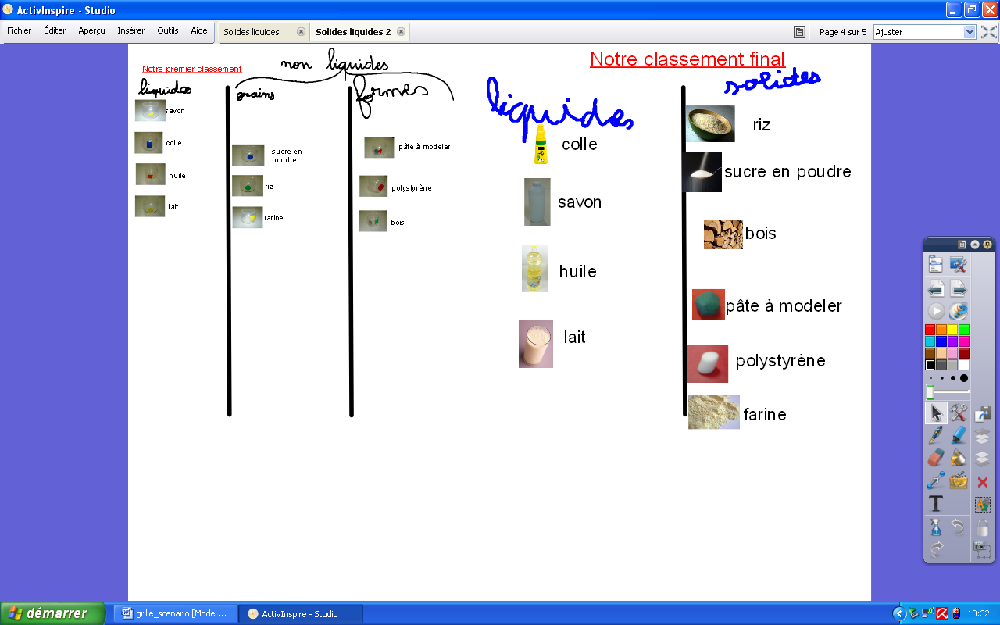 ActivInspire - Studio
Fichier Éditer Aperçu Insérer Outils Aide
Solides liquides
Solides liquides 2
Page 4 sur 5
Ajuster
Notre premier classement
non liquides
liquides
grains
formes
savon
colle
huile
lait
sucre en
poudre
riz
farine
pâte à modeler
polystyrène
bois
Notre classement final
liquides
solides
colle
savon
huile
lait
riz
sucre en poudre
bois
pâte à modeler
polystyrène
farine
T
démarrer
grille_scenario [Mode ...
ActivInspire - Studio
10:32